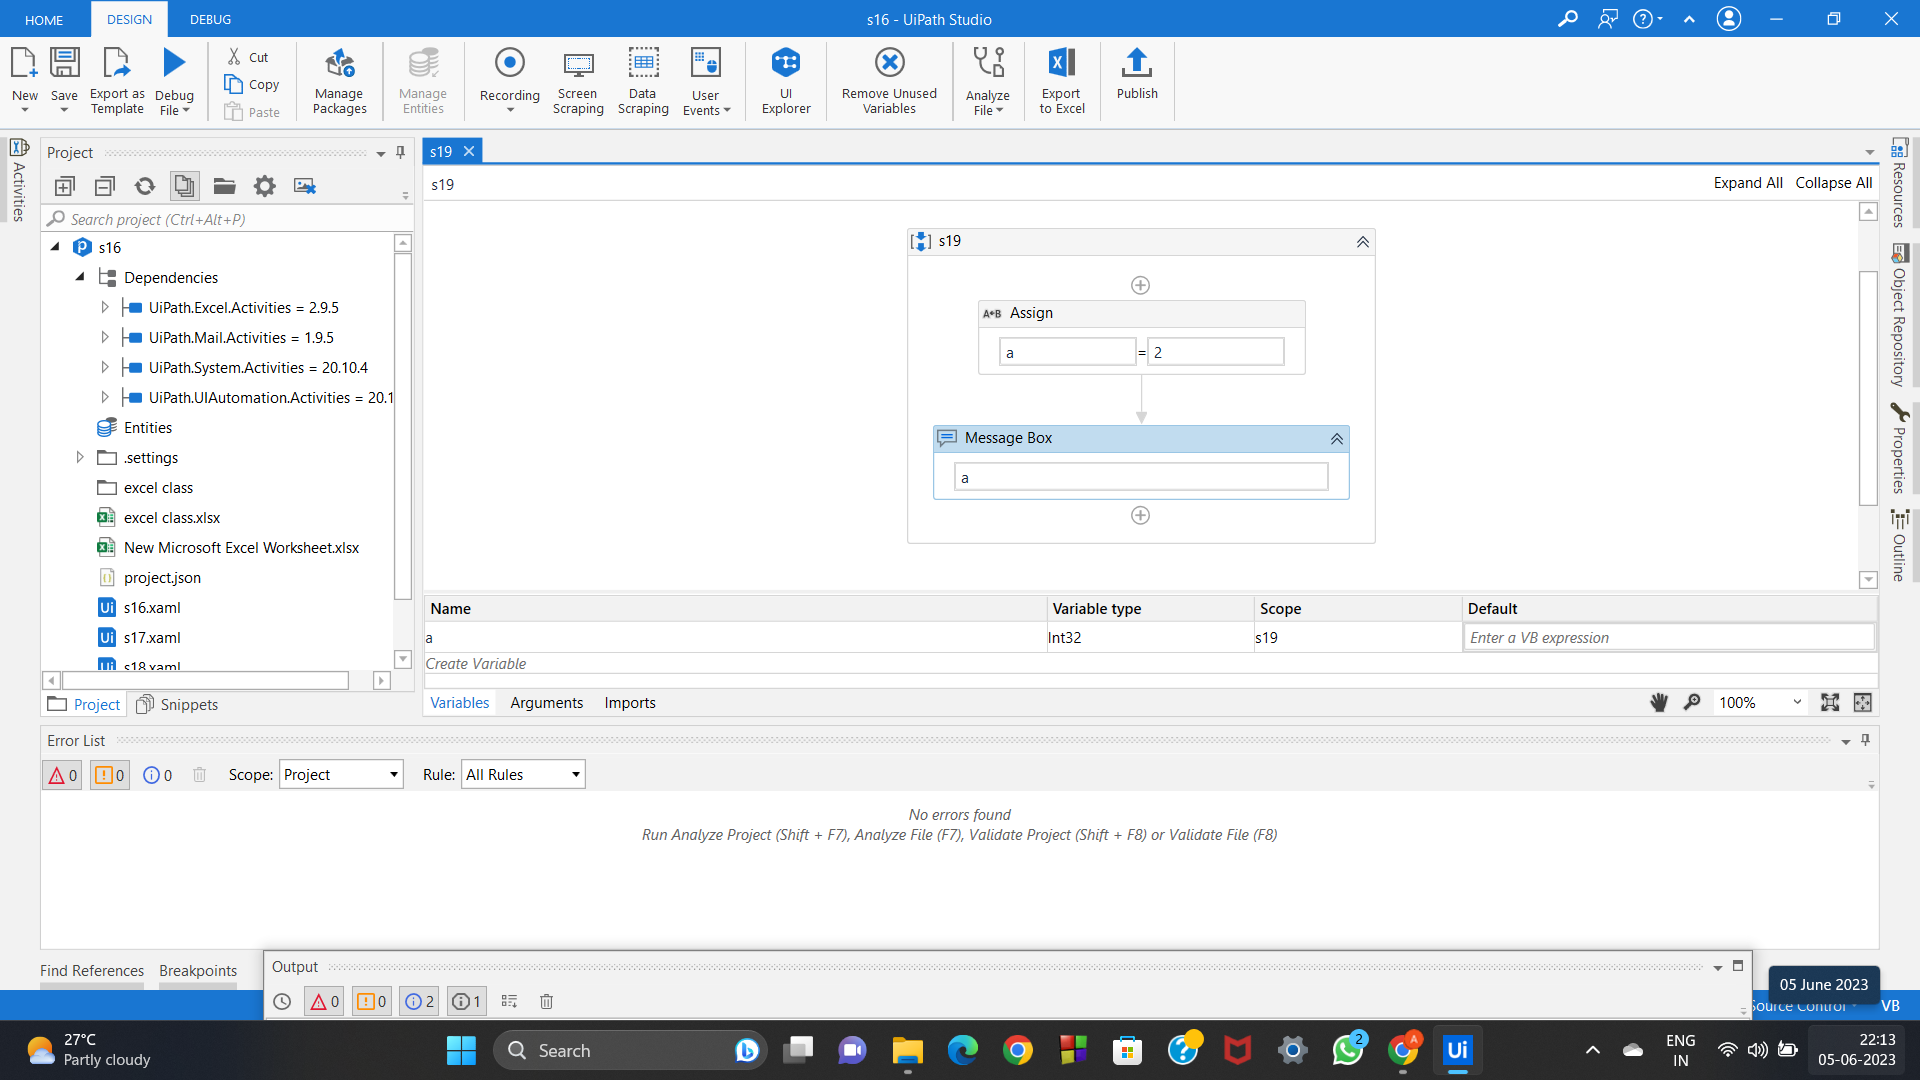 HOME
DESIGN
DEBUG
s16 - UiPath Studio
New
Save
Export as Template
Debug File
Cut
Copy
Paste
Manage Packages
Manage Entities
Recording
Screen Scraping
Data Scraping
User Events
UI Explorer
Remove Unused Variables
Analyze File
Export to Excel
Publish
Activities
Project
Search project (Ctrl+Alt+P)
s16
Dependencies
UiPath.Excel.Activities = 2.9.5
UiPath.Mail.Activities = 1.9.5
UiPath.System.Activities = 20.10.4
UiPath.UIAutomation.Activities = 20.1
Entities
.settings
excel class
excel class.xlsx
New Microsoft Excel Worksheet.xlsx
project.json
s16.xaml
s17.xaml
s18.xaml
Project
Snippets
s19
s19
Expand All
Collapse All
s19
A B Assign
a = 2
Message Box
a
Name Variable type Scope Default
a Int32 s19 Enter a VB expression
Create Variable
Variables
Arguments
Imports
100%
Resources
Object Repository
Properties
Outline
Error List
0
0
0
Scope: Project
Rule: All Rules
No errors found
Run Analyze Project (Shift + F7), Analyze File (F7), Validate Project (Shift + F8) or Validate File (F8)
Find References
Breakpoints
Output
0
0
2
1
05 June 2023
Source Control
VB
27°C
Partly cloudy
Search
2
A
Ui
ENG
IN
22:13
05-06-2023